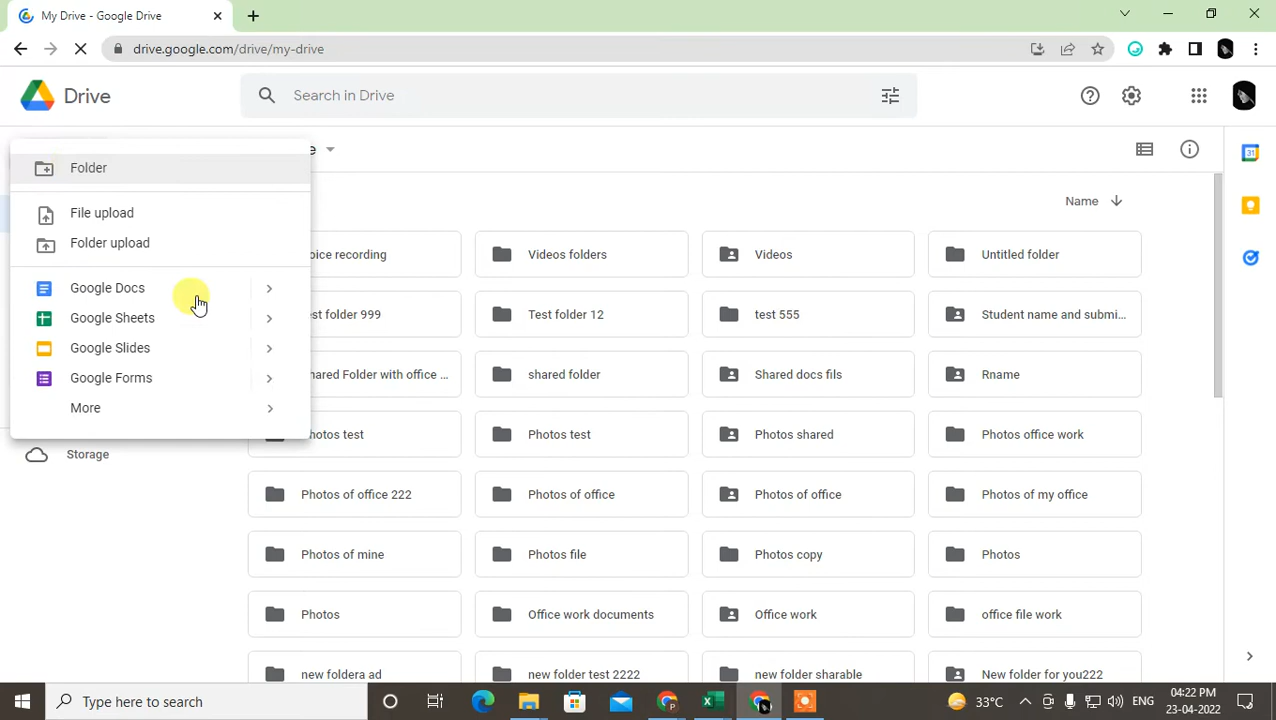 My Drive - Google Drive
drive.google.com/drive/my-drive
Drive
Search in Drive
Folder
File upload
Folder upload
Google Docs
Google Sheets
Google Slides
Google Forms
More
Storage
e
Name
oice recording
Videos folders
Videos
Untitled folder
est folder 999
Test folder 12
test 555
Student name and submi...
hared Folder with office ...
shared folder
Shared docs fils
Rname
hotos test
Photos test
Photos shared
Photos office work
Photos of office 222
Photos of office
Photos of office
Photos of my office
Photos of mine
Photos file
Photos copy
Photos
Photos
Office work documents
Office work
office file work
new foldera ad
new folder test 2222
new folder sharable
New folder for you222
31
Type here to search
33°C
ENG
04:22 PM
23-04-2022